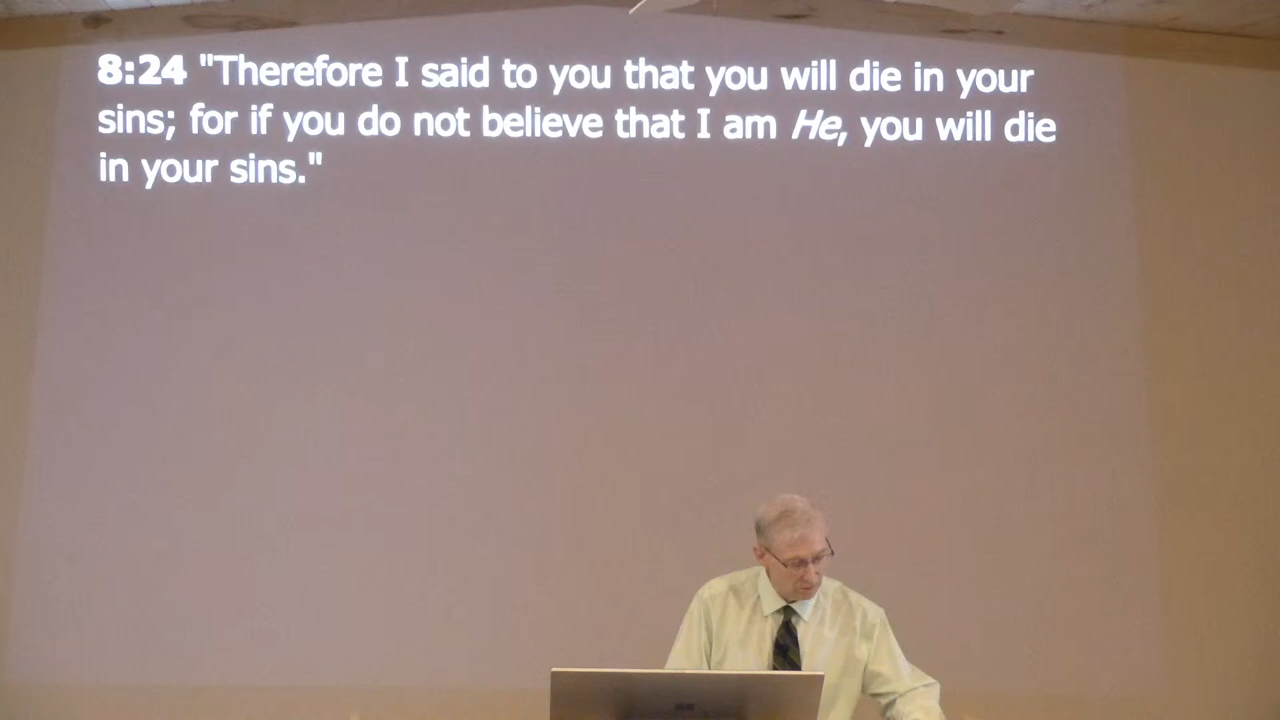 8:24 "Therefore I said to you that you will die in your
sins; for if you do not believe that I am He, you will die
in your sins."